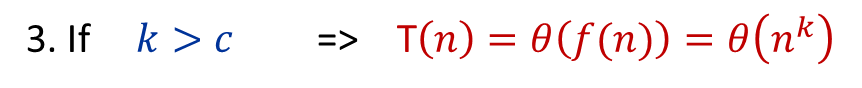 3. If k > c => T(n) = θ(f(n)) = θ(n^k)